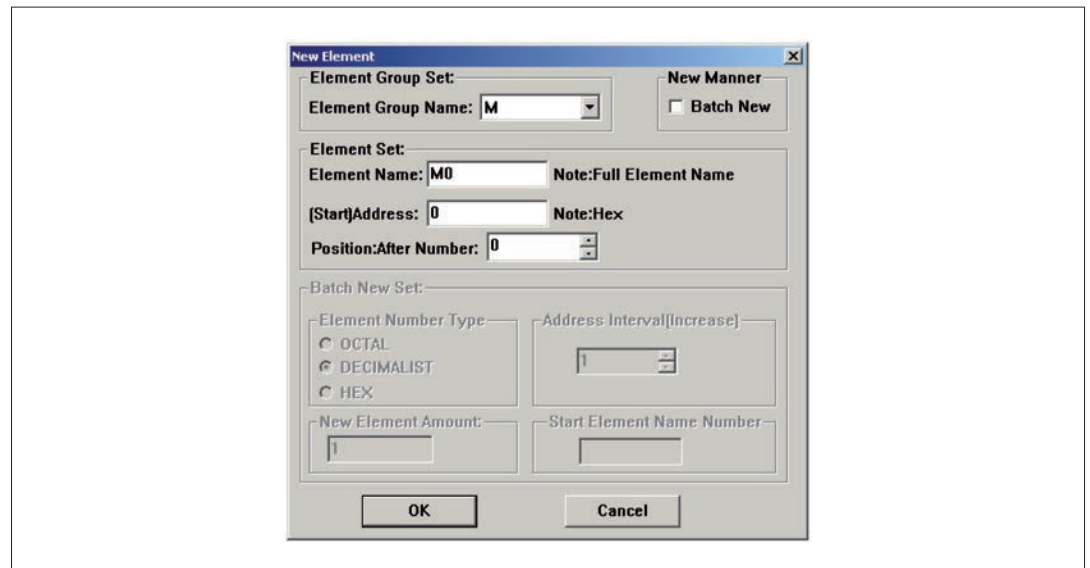 New Element
Element Group Set:
Element Group Name: M
New Manner
Batch New
Element Set:
Element Name: M0 Note:Full Element Name
(Start)Address: 0 Note:Hex
Position:After Number: 0
Batch New Set:
Element Number Type
OCTAL
DECIMALIST
HEX
Address Interval(Increase)
1
New Element Amount:
1
Start Element Name Number
OK Cancel